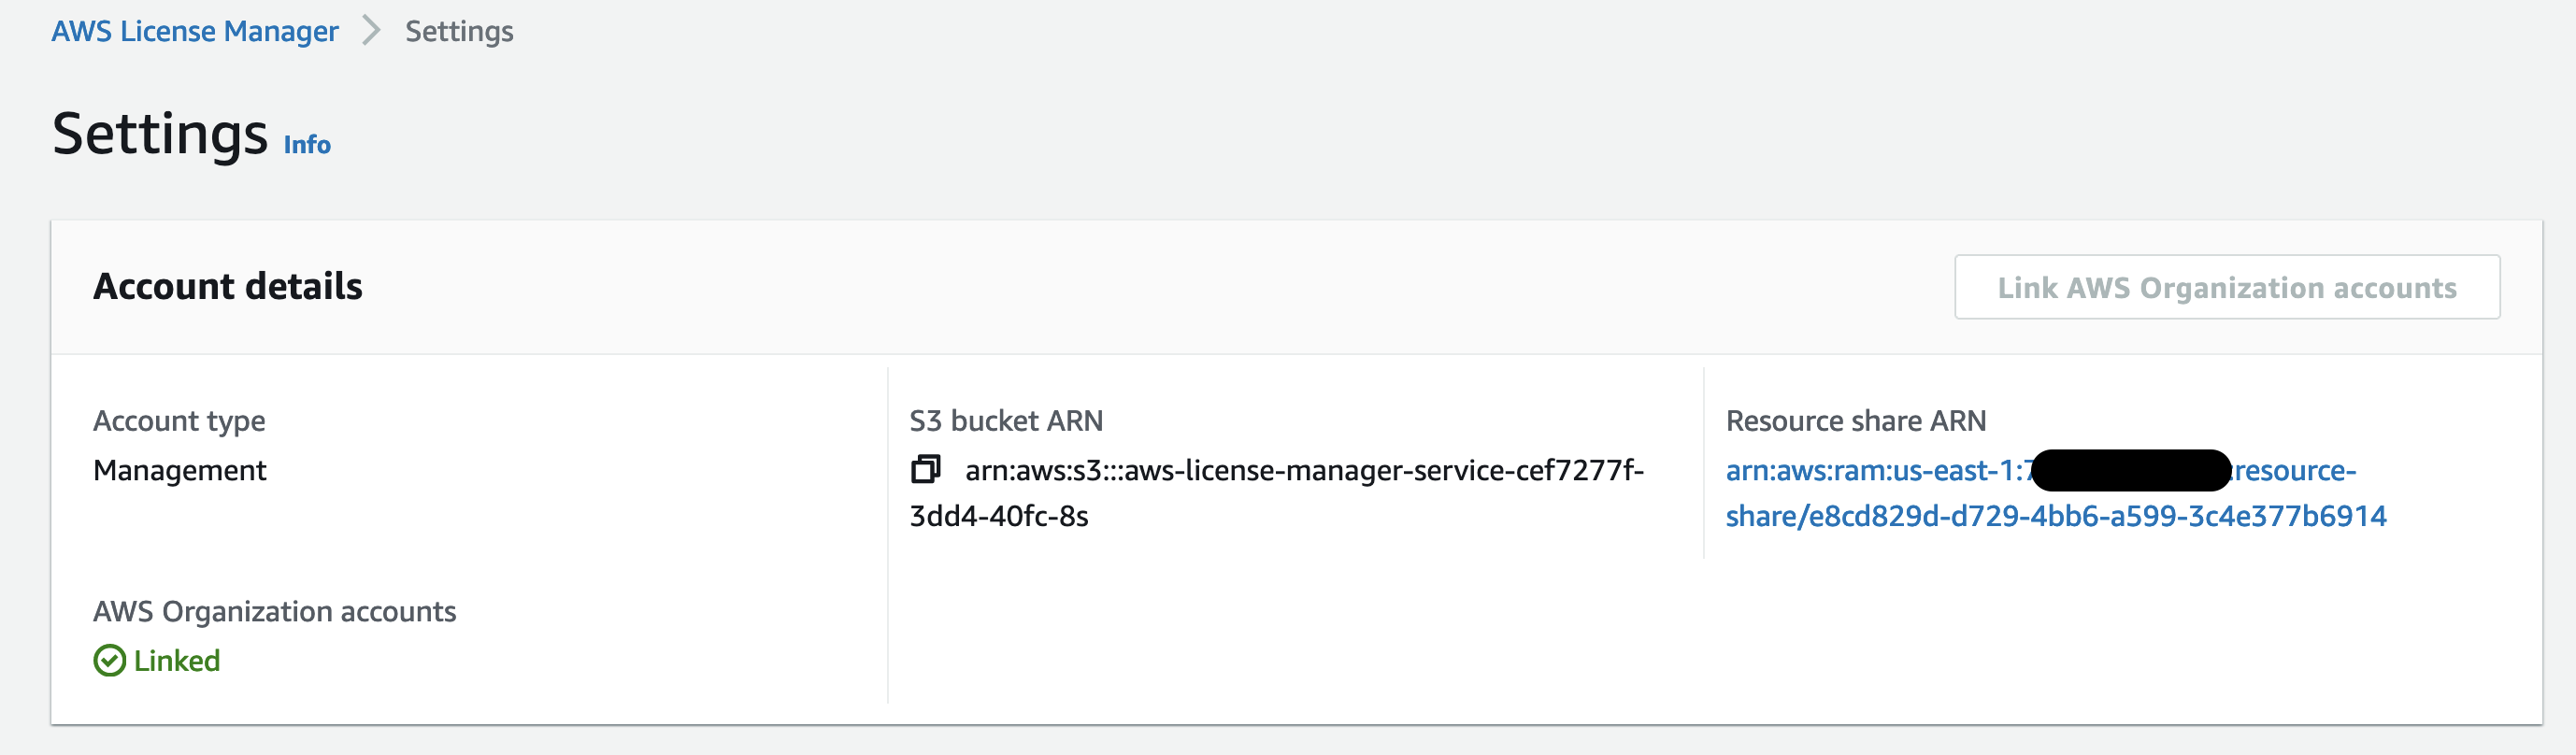 AWS License Manager > Settings
Settings Info
Account details
Link AWS Organization accounts
Account type
Management
S3 bucket ARN
arn:aws:s3:::aws-license-manager-service-cef7277f-
3dd4-40fc-8s
Resource share ARN
arn:aws:ram:us-east-1:7 :resource-
share/e8cd829d-d729-4bb6-a599-3c4e377b6914
AWS Organization accounts
Linked